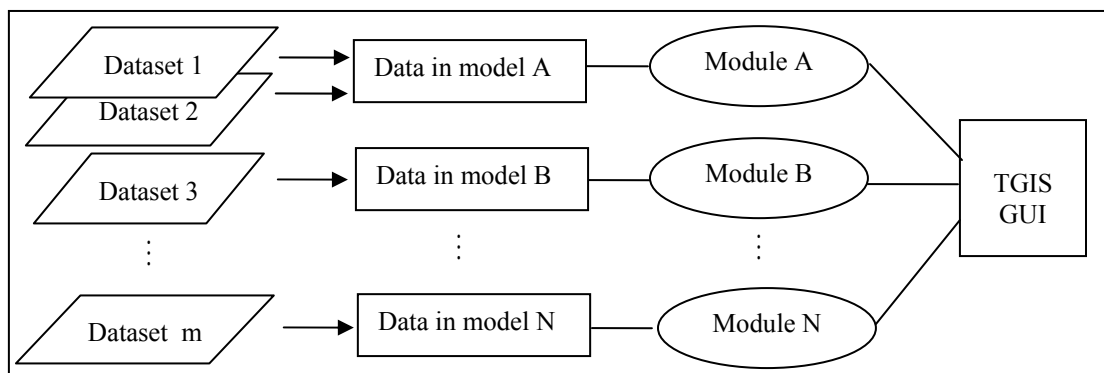 Dataset 1
Data in model A
Module A
Dataset 2
Dataset 3
Data in model B
Module B
TGIS
GUI
Dataset m
Data in model N
Module N